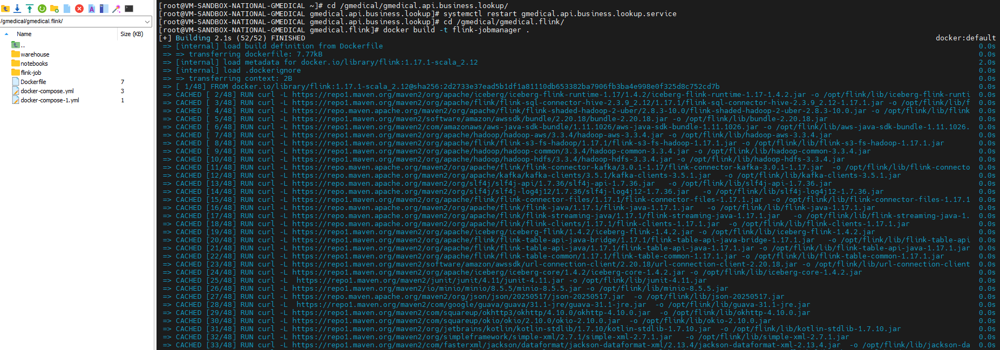 /gmedical/gmedical.flink/
Name Size (KB)
..
warehouse
notebooks
flink-job
Dockerfile 7
docker-compose.yml 3
docker-compose-1.yml 1
[root@VM-SANDBOX-NATIONAL-GMEDICAL ~]# cd /gmedical/gmedical.api.business.lookup/
[root@VM-SANDBOX-NATIONAL-GMEDICAL gmedical.api.business.lookup]# systemctl restart gmedical.api.business.lookup.service
[root@VM-SANDBOX-NATIONAL-GMEDICAL gmedical.api.business.lookup]# cd /gmedical/gmedical.flink/
[root@VM-SANDBOX-NATIONAL-GMEDICAL gmedical.flink]# docker build -t flink-jobmanager .
[+] Building 2.1s (52/52) FINISHED docker:default
=> [internal] load build definition from Dockerfile 0.0s
=> => transferring dockerfile: 7.77kB 0.0s
=> [internal] load metadata for docker.io/library/flink:1.17.1-scala_2.12 2.0s
=> [internal] load .dockerignore 0.0s
=> => transferring context: 2B 0.0s
=> [ 1/48] FROM docker.io/library/flink:1.17.1-scala_2.12@sha256:2d2733e37ead5b1df1a81110db653382ba7906fb3ba4e998e0f325d8c752cd7b 0.0s
=> CACHED [ 2/48] RUN curl -L https://repo1.maven.org/maven2/org/apache/iceberg/iceberg-flink-runtime-1.17/1.4.2/iceberg-flink-runtime-1.17-1.4.2.jar -o /opt/flink/lib/iceberg-flink-runti 0.0s
=> CACHED [ 3/48] RUN curl -L https://repo1.maven.org/maven2/org/apache/flink/flink-sql-connector-hive-2.3.9_2.12/1.17.1/flink-sql-connector-hive-2.3.9_2.12-1.17.1.jar -o /opt/flink/lib/f 0.0s
=> CACHED [ 4/48] RUN curl -L https://repo.maven.apache.org/maven2/org/apache/flink/flink-shaded-hadoop-2-uber/2.8.3-10.0/flink-shaded-hadoop-2-uber-2.8.3-10.0.jar -o /opt/flink/lib/flink 0.0s
=> CACHED [ 5/48] RUN curl -L https://repo1.maven.org/maven2/software/amazon/awssdk/bundle/2.20.18/bundle-2.20.18.jar -o /opt/flink/lib/bundle-2.20.18.jar 0.0s
=> CACHED [ 6/48] RUN curl -L https://repo1.maven.org/maven2/com/amazonaws/aws-java-sdk-bundle/1.11.1026/aws-java-sdk-bundle-1.11.1026.jar -o /opt/flink/lib/aws-java-sdk-bundle-1.11.1026. 0.0s
=> CACHED [ 7/48] RUN curl -L https://repo1.maven.org/maven2/org/apache/hadoop/hadoop-aws/3.3.4/hadoop-aws-3.3.4.jar -o /opt/flink/lib/hadoop-aws-3.3.4.jar 0.0s
=> CACHED [ 8/48] RUN curl -L https://repo1.maven.org/maven2/org/apache/flink/flink-s3-fs-hadoop/1.17.1/flink-s3-fs-hadoop-1.17.1.jar -o /opt/flink/lib/flink-s3-fs-hadoop-1.17.1.jar 0.0s
=> CACHED [ 9/48] RUN curl -L https://repo1.maven.org/maven2/org/apache/hadoop/hadoop-common/3.3.4/hadoop-common-3.3.4.jar -o /opt/flink/lib/hadoop-common-3.3.4.jar 0.0s
=> CACHED [10/48] RUN curl -L https://repo1.maven.org/maven2/org/apache/hadoop/hadoop-hdfs/3.3.4/hadoop-hdfs-3.3.4.jar -o /opt/flink/lib/hadoop-hdfs-3.3.4.jar 0.0s
=> CACHED [11/48] RUN curl -L https://repo1.maven.org/maven2/org/apache/flink/flink-connector-kafka/3.0.1-1.17/flink-connector-kafka-3.0.1-1.17.jar -o /opt/flink/lib/flink-connecto 0.0s
=> CACHED [12/48] RUN curl -L https://repo1.maven.org/maven2/org/apache/kafka/kafka-clients/3.5.1/kafka-clients-3.5.1.jar -o /opt/flink/lib/kafka-clients-3.5.1.jar 0.0s
=> CACHED [13/48] RUN curl -L https://repo.maven.apache.org/maven2/org/slf4j/slf4j-api/1.7.36/slf4j-api-1.7.36.jar -o /opt/flink/lib/slf4j-api-1.7.36.jar 0.0s
=> CACHED [14/48] RUN curl -L https://repo.maven.apache.org/maven2/org/slf4j/slf4j-log4j12/1.7.36/slf4j-log4j12-1.7.36.jar -o /opt/flink/lib/slf4j-log4j12-1.7.36.jar 0.0s
=> CACHED [15/48] RUN curl -L https://repo.maven.apache.org/maven2/org/apache/flink/flink-connector-files/1.17.1/flink-connector-files-1.17.1.jar -o /opt/flink/lib/flink-connector-files-1.17.1 0.0s
=> CACHED [16/48] RUN curl -L https://repo.maven.apache.org/maven2/org/apache/flink/flink-java/1.17.1/flink-java-1.17.1.jar -o /opt/flink/lib/flink-java-1.17.1.jar 0.0s
=> CACHED [17/48] RUN curl -L https://repo.maven.apache.org/maven2/org/apache/flink/flink-streaming-java/1.17.1/flink-streaming-java-1.17.1.jar -o /opt/flink/lib/flink-streaming-java-1. 0.0s
=> CACHED [18/48] RUN curl -L https://repo.maven.apache.org/maven2/org/apache/flink/flink-clients/1.17.1/flink-clients-1.17.1.jar -o /opt/flink/lib/flink-clients-1.17.1.jar 0.0s
=> CACHED [19/48] RUN curl -L https://repo1.maven.org/maven2/org/apache/iceberg/iceberg-flink/1.4.2/iceberg-flink-1.4.2.jar -o /opt/flink/lib/iceberg-flink-1.4.2.jar 0.0s
=> CACHED [20/48] RUN curl -L https://repo1.maven.org/maven2/org/apache/flink/flink-table-api-java-bridge/1.17.1/flink-table-api-java-bridge-1.17.1.jar -o /opt/flink/lib/flink-table-api 0.0s
=> CACHED [21/48] RUN curl -L https://repo1.maven.org/maven2/org/apache/flink/flink-table-api-java/1.17.1/flink-table-api-java-1.17.1.jar -o /opt/flink/lib/flink-table-api-java-1.17.1.jar 0.0s
=> CACHED [22/48] RUN curl -L https://repo1.maven.org/maven2/org/apache/flink/flink-table-common/1.17.1/flink-table-common-1.17.1.jar -o /opt/flink/lib/flink-table-common-1.17.1.jar 0.0s
=> CACHED [23/48] RUN curl -L https://repo1.maven.org/maven2/software/amazon/awssdk/url-connection-client/2.20.18/url-connection-client-2.20.18.jar -o /opt/flink/lib/url-connection-client 0.0s
=> CACHED [24/48] RUN curl -L https://repo1.maven.org/maven2/org/apache/iceberg/iceberg-core/1.4.2/iceberg-core-1.4.2.jar -o /opt/flink/lib/iceberg-core-1.4.2.jar 0.0s
=> CACHED [25/48] RUN curl -L https://repo1.maven.org/maven2/junit/junit/4.11/junit-4.11.jar -o /opt/flink/lib/junit-4.11.jar 0.0s
=> CACHED [26/48] RUN curl -L https://repo1.maven.org/maven2/io/minio/minio/8.5.5/minio-8.5.5.jar -o /opt/flink/lib/minio-8.5.5.jar 0.0s
=> CACHED [27/48] RUN curl -L https://repo.maven.apache.org/maven2/org/json/json/20250517/json-20250517.jar -o /opt/flink/lib/json-20250517.jar 0.0s
=> CACHED [28/48] RUN curl -L https://repo1.maven.org/maven2/com/google/guava/guava/31.1-jre/guava-31.1-jre.jar -o /opt/flink/lib/guava-31.1-jre.jar 0.0s
=> CACHED [29/48] RUN curl -L https://repo1.maven.org/maven2/com/squareup/okhttp3/okhttp/4.10.0/okhttp-4.10.0.jar -o /opt/flink/lib/okhttp-4.10.0.jar 0.0s
=> CACHED [30/48] RUN curl -L https://repo1.maven.org/maven2/com/squareup/okio/okio/2.10.0/okio-2.10.0.jar -o /opt/flink/lib/okio-2.10.0.jar 0.0s
=> CACHED [31/48] RUN curl -L https://repo1.maven.org/maven2/org/jetbrains/kotlin/kotlin-stdlib/1.7.10/kotlin-stdlib-1.7.10.jar -o /opt/flink/lib/kotlin-stdlib-1.7.10.jar 0.0s
=> CACHED [32/48] RUN curl -L https://repo1.maven.org/maven2/org/simpleframework/simple-xml/2.7.1/simple-xml-2.7.1.jar -o /opt/flink/lib/simple-xml-2.7.1.jar 0.0s
=> CACHED [33/48] RUN curl -L https://repo1.maven.org/maven2/com/fasterxml/jackson/dataformat/jackson-dataformat-xml/2.13.4/jackson-dataformat-xml-2.13.4.jar -o /opt/flink/lib/jackson-da 0.0s